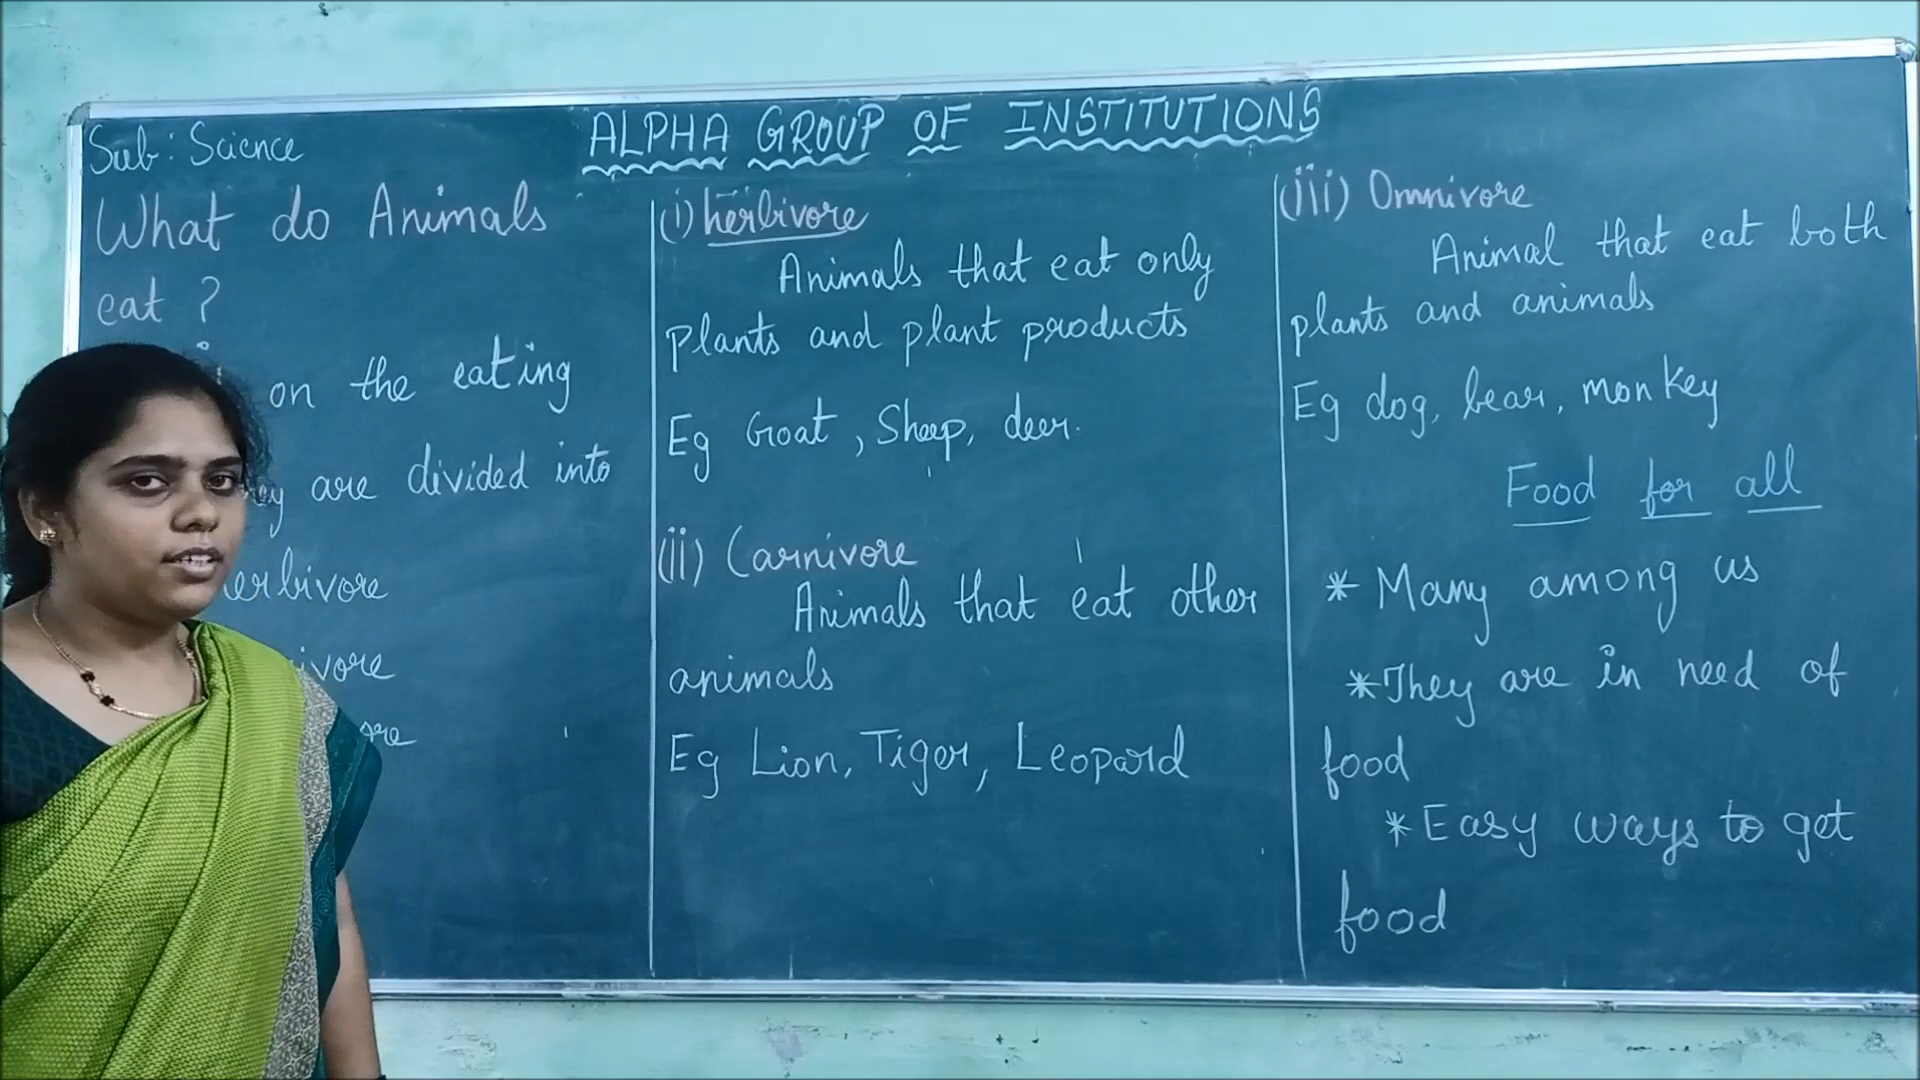 ALPHA GROUP OF INSTITUTIONS
Sub : Science
What do Animals
eat ?
on the eating
are divided into
(i) herbivore
Animals that eat only
plants and plant products
Eg Goat, Sheep, deer.
(ii) Carnivore
Animals that eat other
animals
Eg Lion, Tiger, Leopard
(iii) Omnivore
Animal that eat both
plants and animals
Eg dog, bear, monkey
Food for all
* Many among us
* They are in need of
food
* Easy ways to get
food